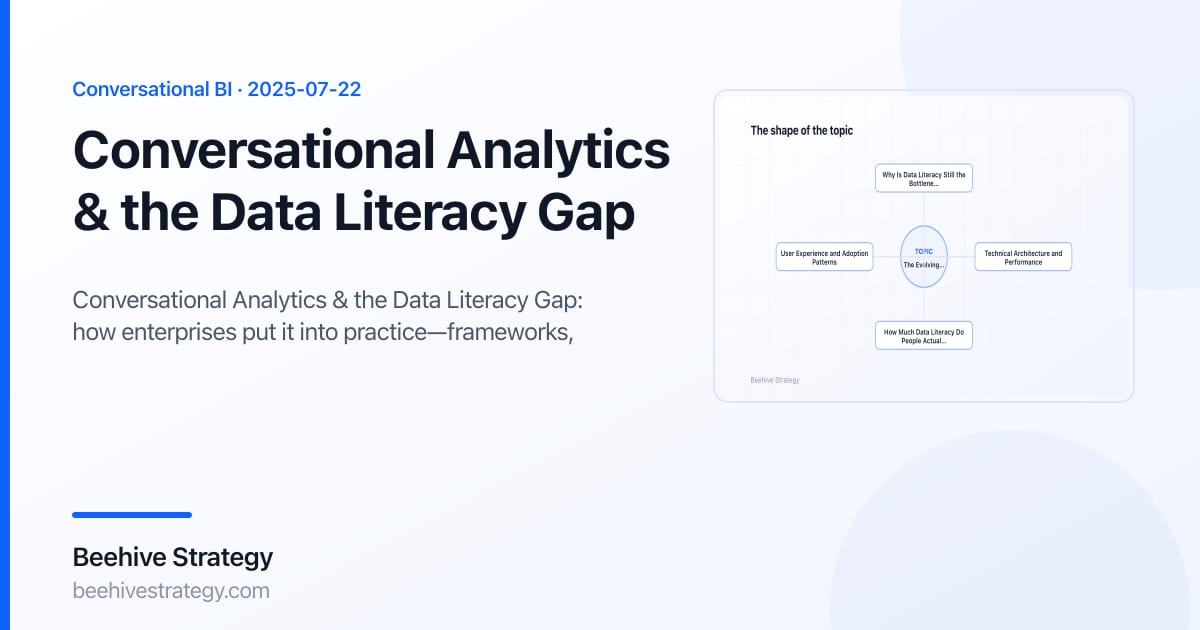 Conversational BI · 2025-07-22
Conversational Analytics
& the Data Literacy Gap
Conversational Analytics & the Data Literacy Gap:
how enterprises put it into practice—frameworks,
The shape of the topic
Why Is Data Literacy Still the
Bottlene...
User Experience and Adoption
Patterns
TOPIC
The Evolving...
Technical Architecture and
Performance
How Much Data Literacy Do
People Actual...
Beehive Strategy
Beehive Strategy
beehivestrategy.com